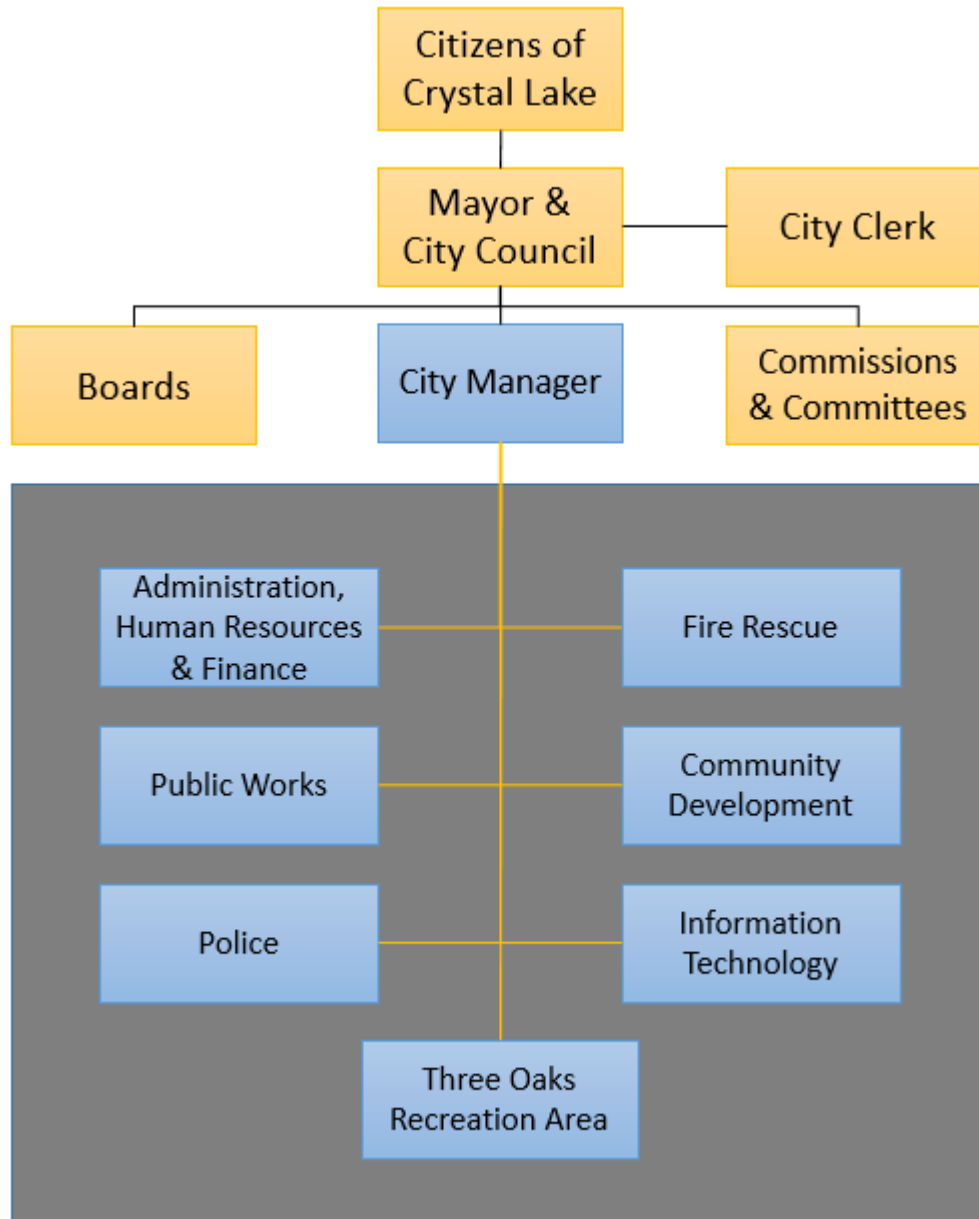 Citizens of
Crystal Lake
Mayor &
City Council
City Clerk
Boards
City Manager
Commissions
& Committees
Administration,
Human Resources
& Finance
Fire Rescue
Public Works
Community
Development
Police
Information
Technology
Three Oaks
Recreation Area